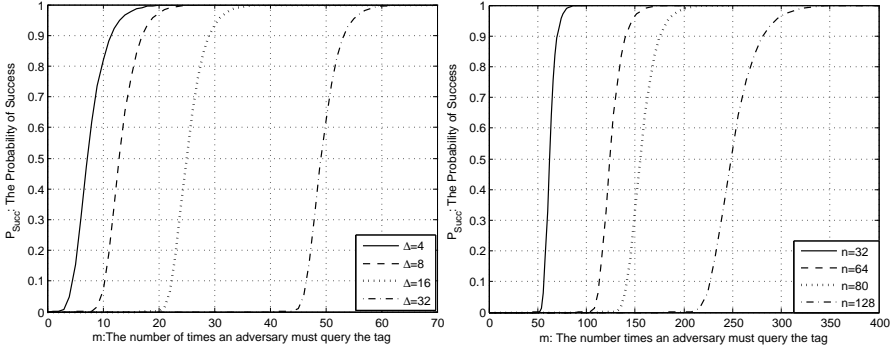 1
0.9
0.8
0.7
0.6
0.5
0.4
0.3
0.2
0.1
0
P_Succ: The Probability of Success
0 10 20 30 40 50 60 70
m:The number of times an adversary must query the tag
Δ=4
Δ=8
Δ=16
Δ=32
1
0.9
0.8
0.7
0.6
0.5
0.4
0.3
0.2
0.1
0
P_Succ: The Probability of Success
0 50 100 150 200 250 300 350 400
m: The number times an adversary must query the tag
n=32
n=64
n=80
n=128